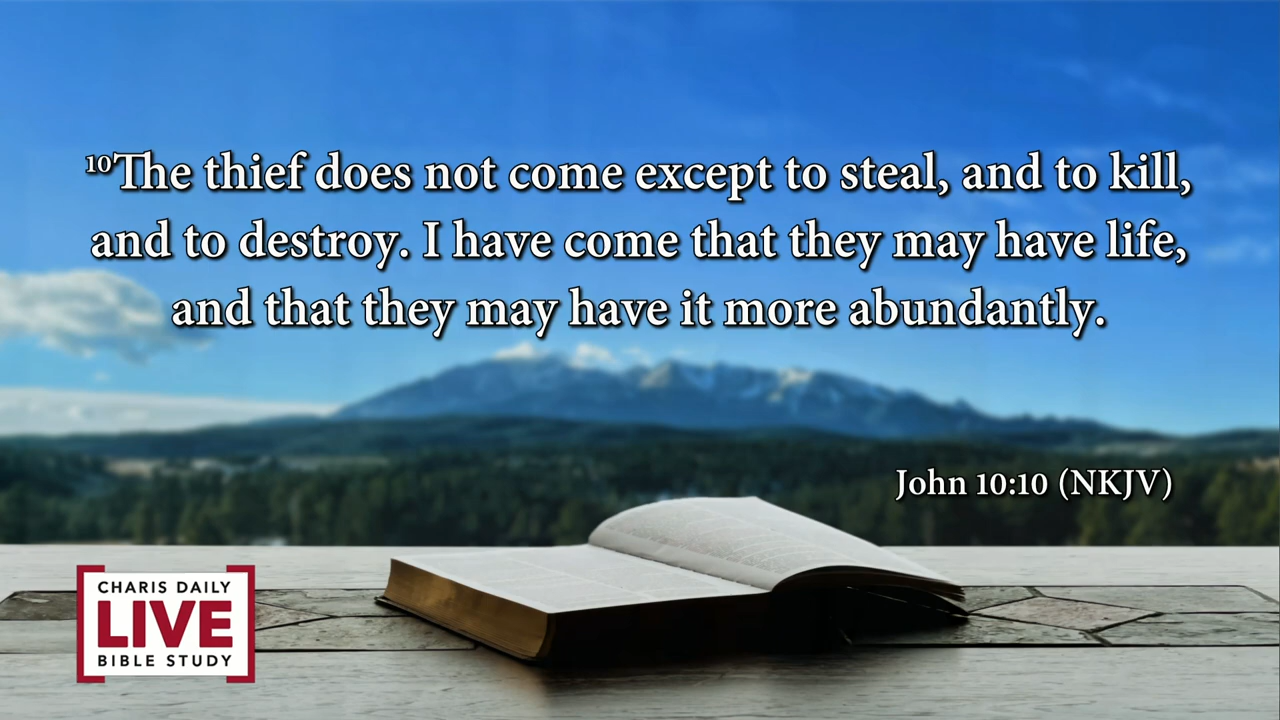 ¹⁰The thief does not come except to steal, and to kill,
and to destroy. I have come that they may have life,
and that they may have it more abundantly.
John 10:10 (NKJV)
CHARIS DAILY
LIVE
BIBLE STUDY